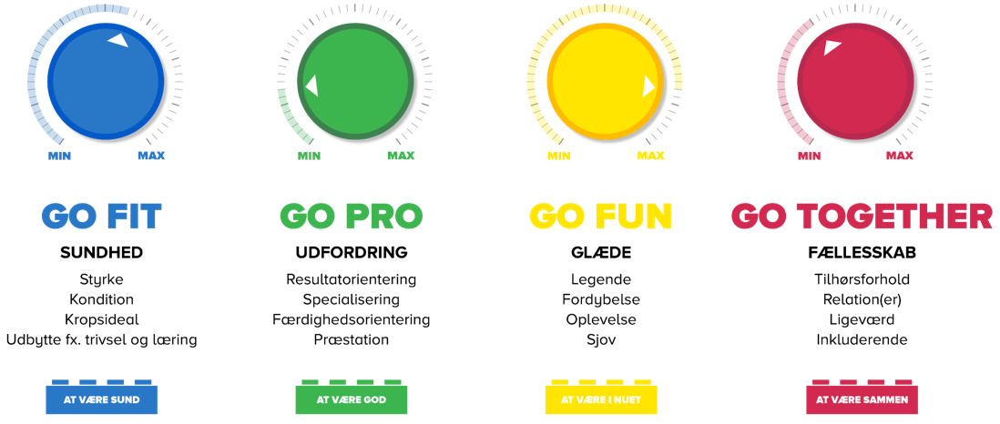 MIN MAX
GO FIT
SUNDHED
Styrke
Kondition
Kropsideal
Udbytte fx. trivsel og læring
AT VÆRE SUND
MIN MAX
GO PRO
UDFORDRING
Resultatorientering
Specialisering
Færdighedsorientering
Præstation
AT VÆRE GOD
MIN MAX
GO FUN
GLÆDE
Legende
Fordybelse
Oplevelse
Sjov
AT VÆRE I NUET
MIN MAX
GO TOGETHER
FÆLLESSKAB
Tilhørsforhold
Relation(er)
Ligeværd
Inkluderende
AT VÆRE SAMMEN